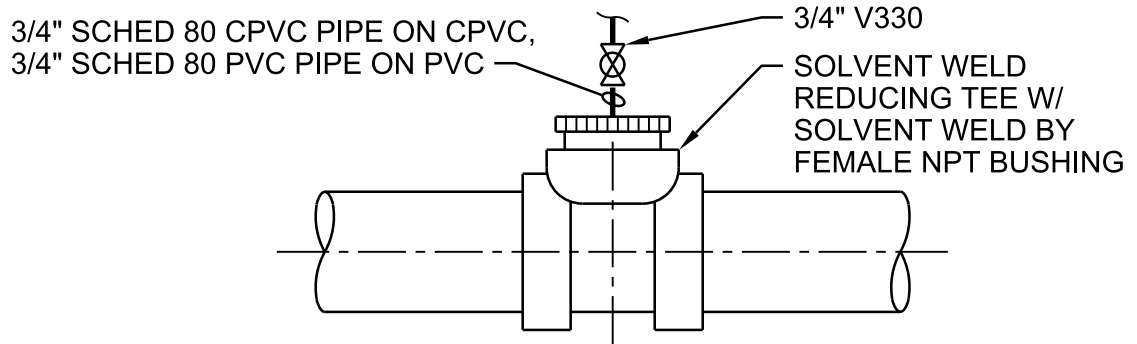 3/4" SCHED 80 CPVC PIPE ON CPVC,
3/4" SCHED 80 PVC PIPE ON PVC
3/4" V330
SOLVENT WELD
REDUCING TEE W/
SOLVENT WELD BY
FEMALE NPT BUSHING